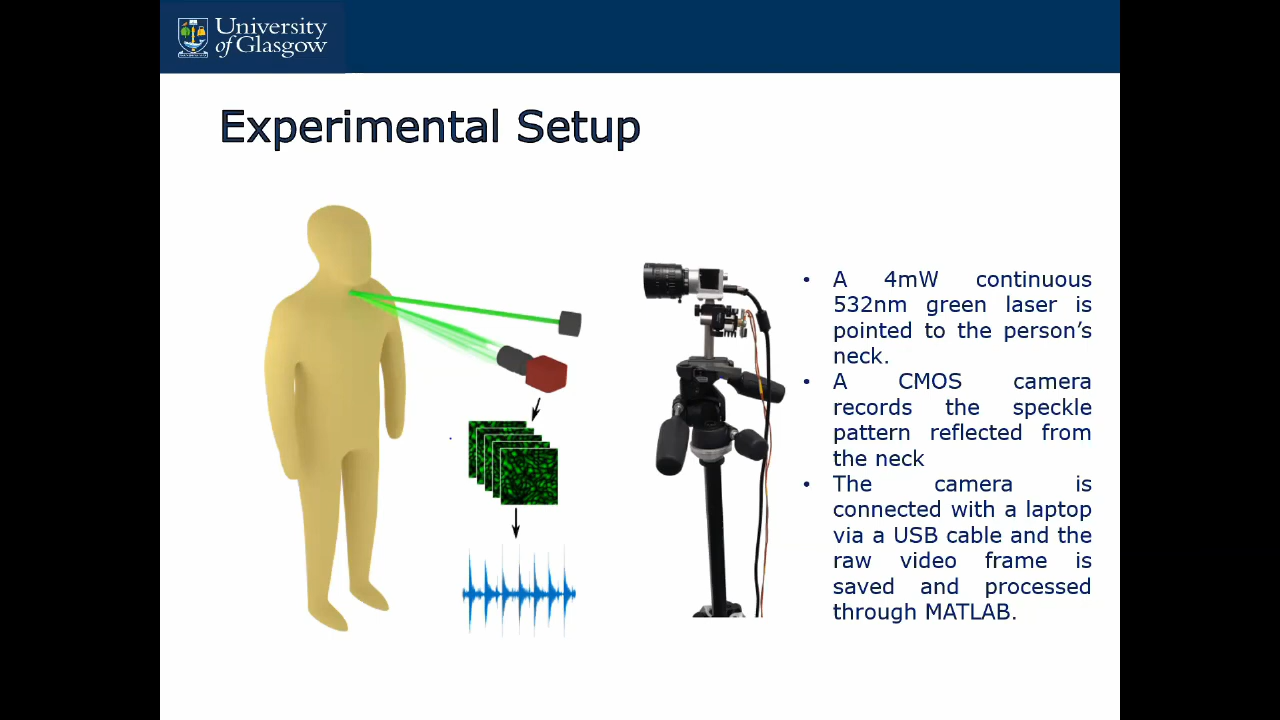 University
of Glasgow
Experimental Setup
• A 4mW continuous
532nm green laser is
pointed to the person's
neck.
• A CMOS camera
records the speckle
pattern reflected from
the neck
• The camera is
connected with a laptop
via a USB cable and the
raw video frame is
saved and processed
through MATLAB.